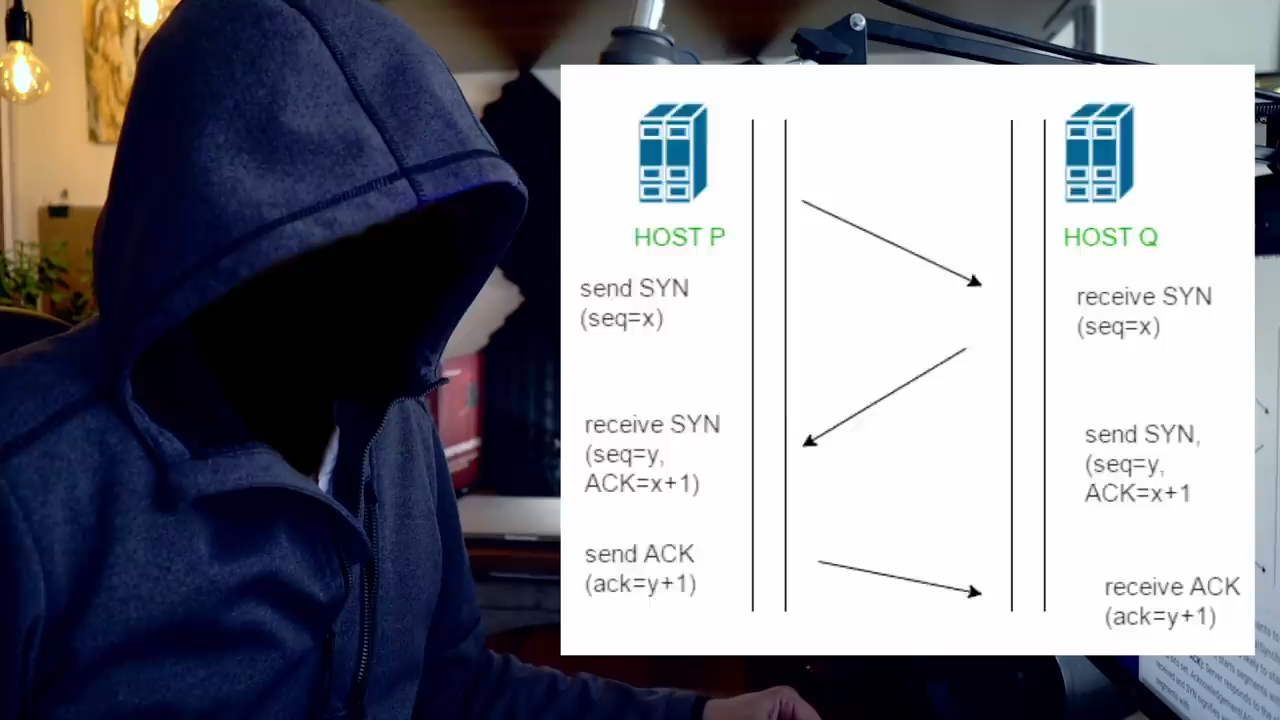 HOST P
HOST Q
send SYN
(seq=x)
receive SYN
(seq=x)
receive SYN
(seq=y,
ACK=x+1)
send SYN,
(seq=y,
ACK=x+1
send ACK
(ack=y+1)
receive ACK
(ack=y+1)